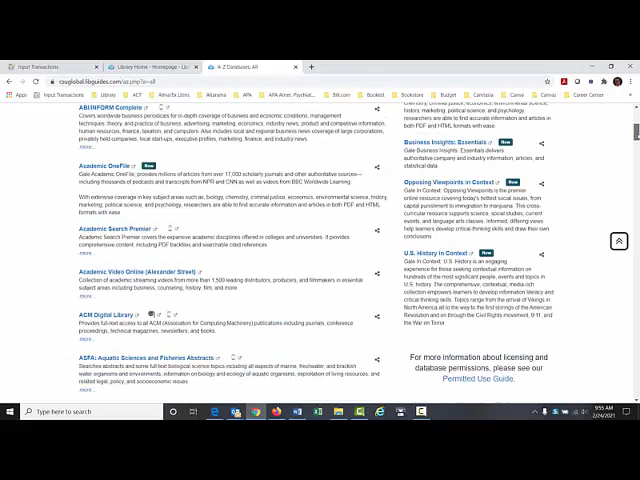 Input Transactions
Library Home - Homepage - Lib
A-Z Databases, All
csuglobal.libguides.com/az.php?a=all
Apps
Input Transactions
Library
ACT
Alma/Ex Libris
Altarama
APA
APA Amer. Psychiatr...
Bill.com
Booklist
Bookstore
Budget
Camtasia
Canva
Canvas
Career Center
ABI/INFORM Complete
Covers worldwide business periodicals for in-depth coverage of business and economic conditions, management
techniques, theory, and practice of business, advertising, marketing, economics, industry news, product and competitive information,
human resources, finance, taxation, and computers. Also includes local and regional business news coverage of large corporations,
privately held companies, local start-ups, executive profiles, marketing, finance, and industry news.
more...
Academic OneFile
New
Gale Academic OneFile, provides millions of articles from over 17,000 scholarly journals and other authoritative sources—
including thousands of podcasts and transcripts from NPR and CNN as well as videos from BBC Worldwide Learning.
With extensive coverage in key subject areas such as, biology, chemistry, criminal justice, economics, environmental science, history,
marketing, political science, and psychology, researchers are able to find accurate information and articles in both PDF and HTML
formats with ease
Academic Search Premier
Academic Search Premier covers the expansive academic disciplines offered in colleges and universities. It provides
comprehensive content, including PDF backfiles and searchable cited references.
more...
Academic Video Online (Alexander Street)
Collection of academic streaming videos from more than 1,500 leading distributors, producers, and filmmakers in essential
subject areas including business, counseling, history, film, and more
more...
ACM Digital Library
Provides full-text access to all ACM (Association for Computing Machinery) publications including journals, conference
proceedings, technical magazines, newsletters, and books.
more...
ASFA: Aquatic Sciences and Fisheries Abstracts
Searches abstracts and some full-text biological science topics including all aspects of marine, freshwater, and brackish
water organisms and environments, information on biology and ecology of aquatic organisms, exploitation of living resources, and
related legal, policy, and socioeconomic issues
more...
history, marketing, political science, and psychology,
researchers are able to find accurate information and articles in
both PDF and HTML formats with ease
Business Insights: Essentials
New
Gale Business Insights: Essentials delivers
authoritative company and industry information, articles, and
statistical data.
Opposing Viewpoints in Context
New
Gale In Context: Opposing Viewpoints is the premier
online resource covering today's hottest social issues, from
capital punishment to immigration to marijuana. This cross-
curricular resource supports science, social studies, current
events, and language arts classes. Informed, differing views
help learners develop critical-thinking skills and draw their own
conclusions
U.S. History in Context
New
Gale In Context: U.S. History is an engaging
experience for those seeking contextual information on
hundreds of the most significant people, events and topics in
U.S. history. The comprehensive, contextual, media-rich
collection empowers learners to develop information literacy and
critical thinking skills. Topics range from the arrival of Vikings in
North America all to the first stirrings of the American
Revolution and on through the Civil Rights movement, 9-11, and
the War on Terror
For more information about licensing and
database permissions, please see our
Permitted Use Guide.
Type here to search
9:55 AM
2/24/2021